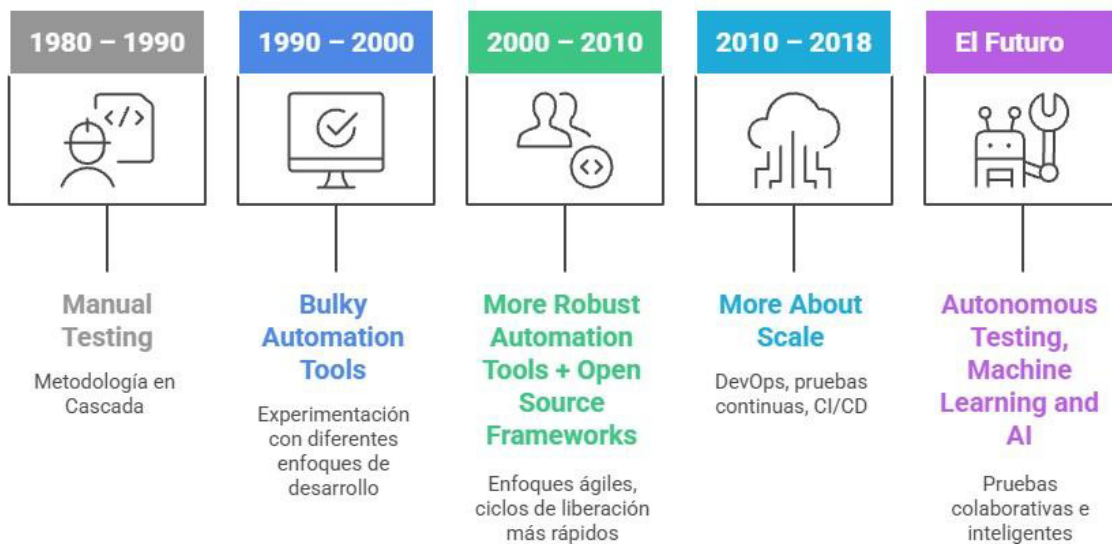 1980 – 1990
1990 – 2000
2000 – 2010
2010 – 2018
El Futuro
</>
<>
Manual
Testing
Metodología en
Cascada
Bulky
Automation
Tools
Experimentación
con diferentes
enfoques de
desarrollo
More Robust
Automation
Tools + Open
Source
Frameworks
Enfoques ágiles,
ciclos de liberación
más rápidos
More About
Scale
DevOps, pruebas
continuas, CI/CD
Autonomous
Testing,
Machine
Learning and
AI
Pruebas
colaborativas e
inteligentes